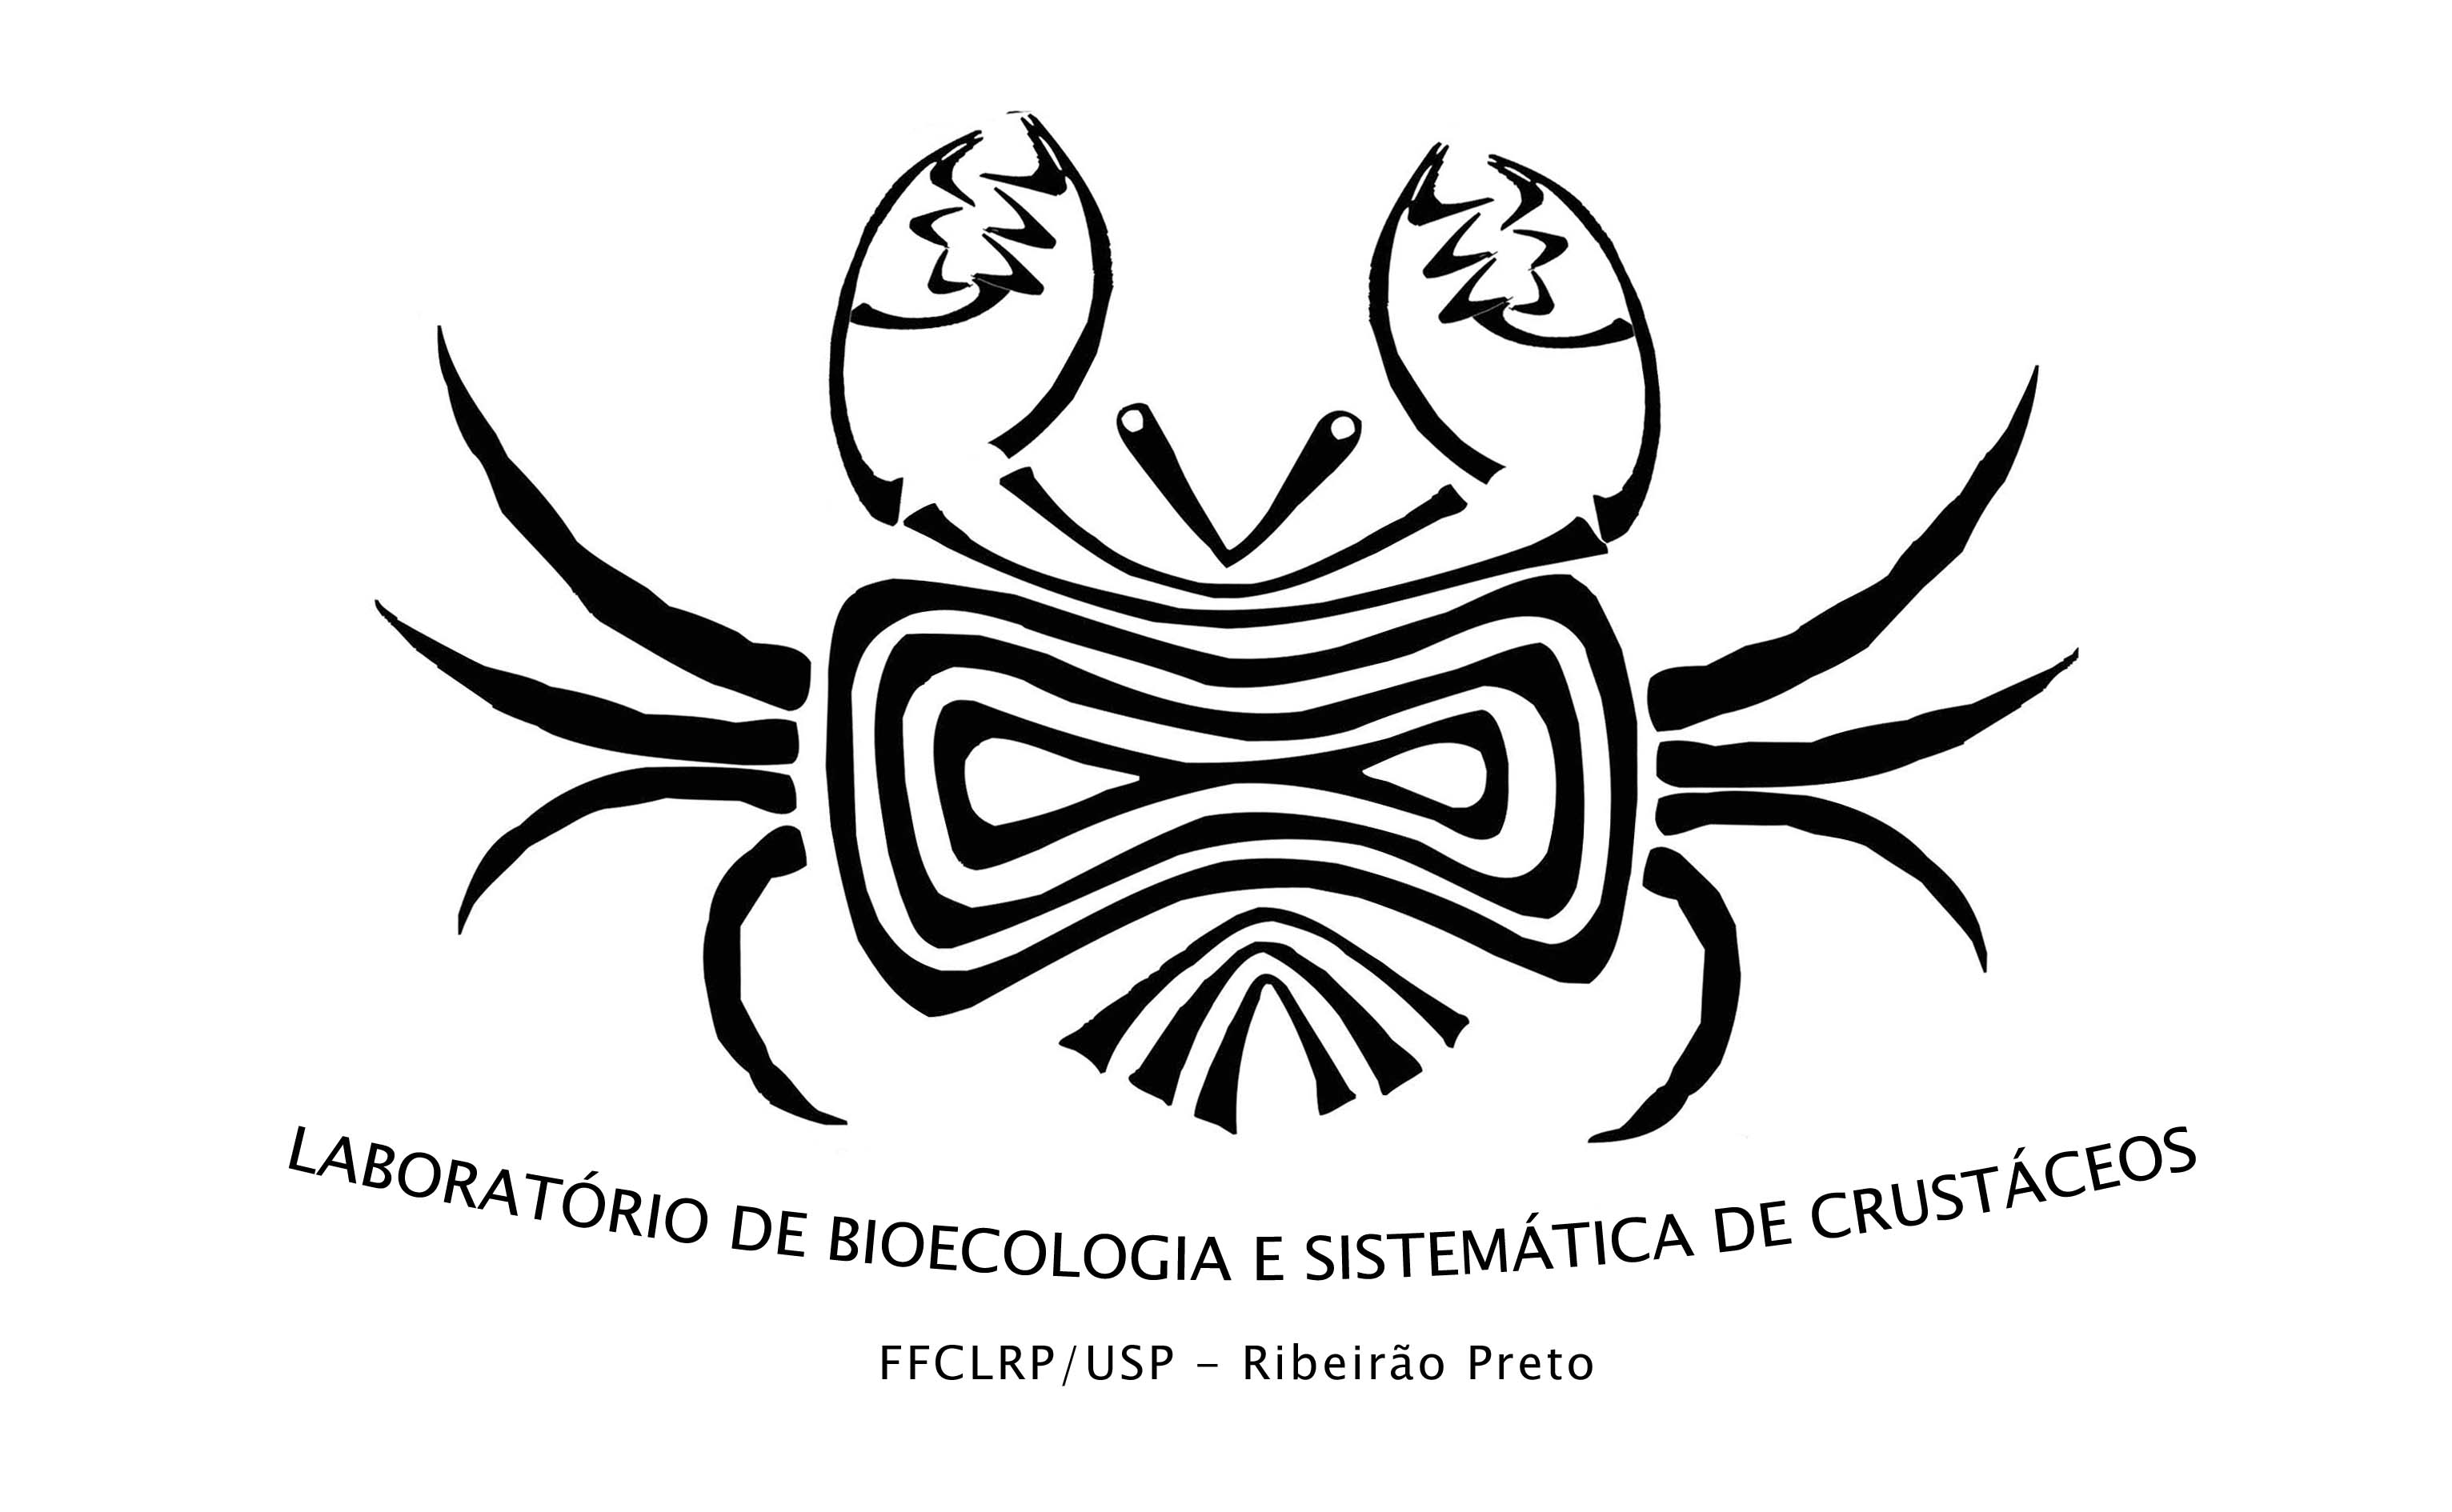 LABORATÓRIO DE BIOECOLOGIA E SISTEMÁTICA DE CRUSTÁCEOS
FFCLRP/USP – Ribeirão Preto